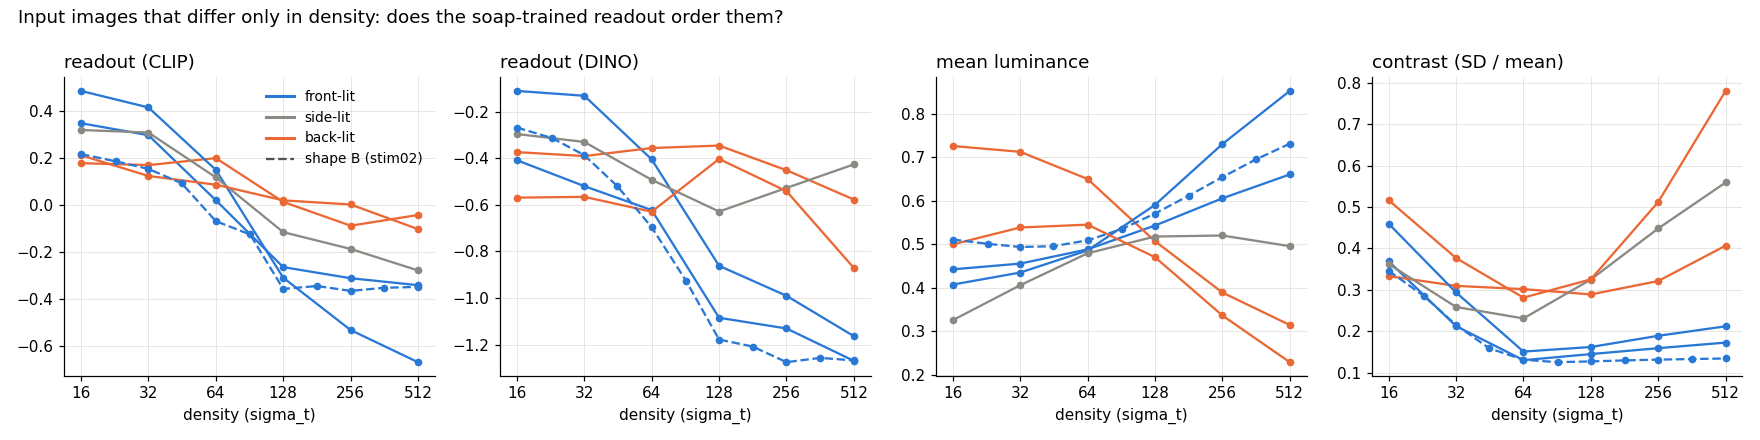 Input images that differ only in density: does the soap-trained readout order them?
readout (CLIP)
0.4
0.2
0.0
−0.2
−0.4
−0.6
16 32 64 128 256 512
density (sigma_t)
front-lit
side-lit
back-lit
shape B (stim02)
readout (DINO)
−0.2
−0.4
−0.6
−0.8
−1.0
−1.2
16 32 64 128 256 512
density (sigma_t)
mean luminance
0.8
0.7
0.6
0.5
0.4
0.3
0.2
16 32 64 128 256 512
density (sigma_t)
contrast (SD / mean)
0.8
0.7
0.6
0.5
0.4
0.3
0.2
0.1
16 32 64 128 256 512
density (sigma_t)